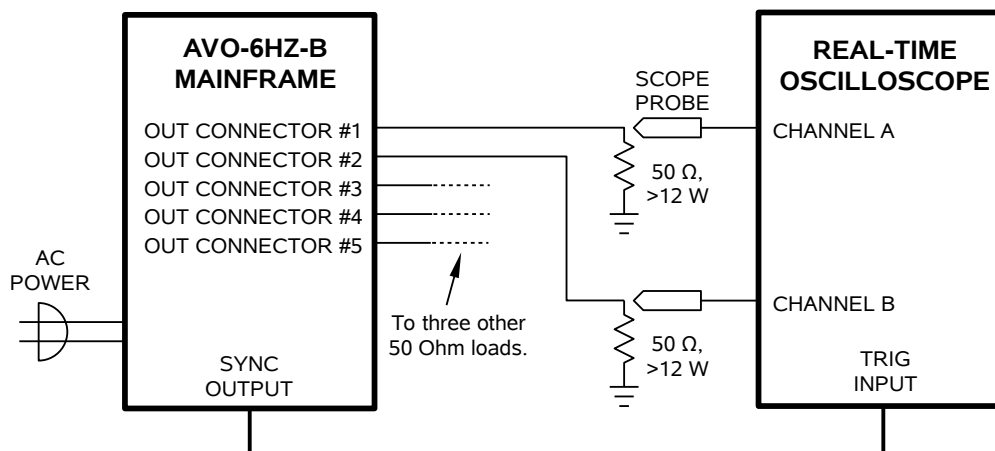 AVO-6HZ-B
MAINFRAME
OUT CONNECTOR #1
OUT CONNECTOR #2
OUT CONNECTOR #3
OUT CONNECTOR #4
OUT CONNECTOR #5
AC
POWER
SYNC
OUTPUT
To three other
50 Ohm loads.
SCOPE
PROBE
50 Ω,
>12 W
50 Ω,
>12 W
REAL-TIME
OSCILLOSCOPE
CHANNEL A
CHANNEL B
TRIG
INPUT